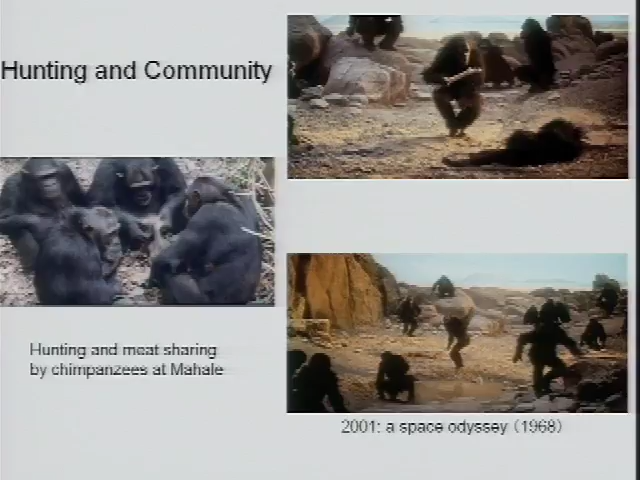 Hunting and Community
Hunting and meat sharing
by chimpanzees at Mahale
2001: a space odyssey (1968)